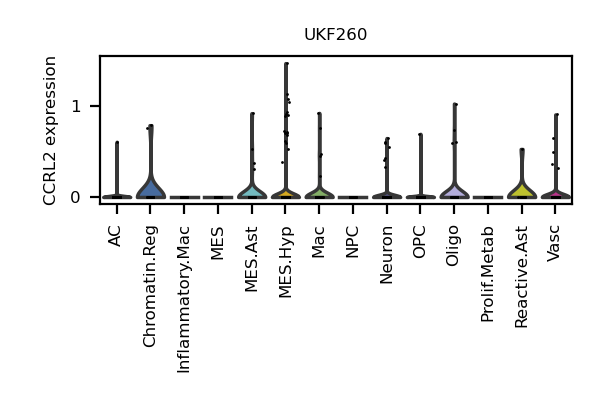 UKF260
CCRL2 expression
1
0
AC
Chromatin.Reg
Inflammatory.Mac
MES
MES.Ast
MES.Hyp
Mac
NPC
Neuron
OPC
Oligo
Prolif.Metab
Reactive.Ast
Vasc